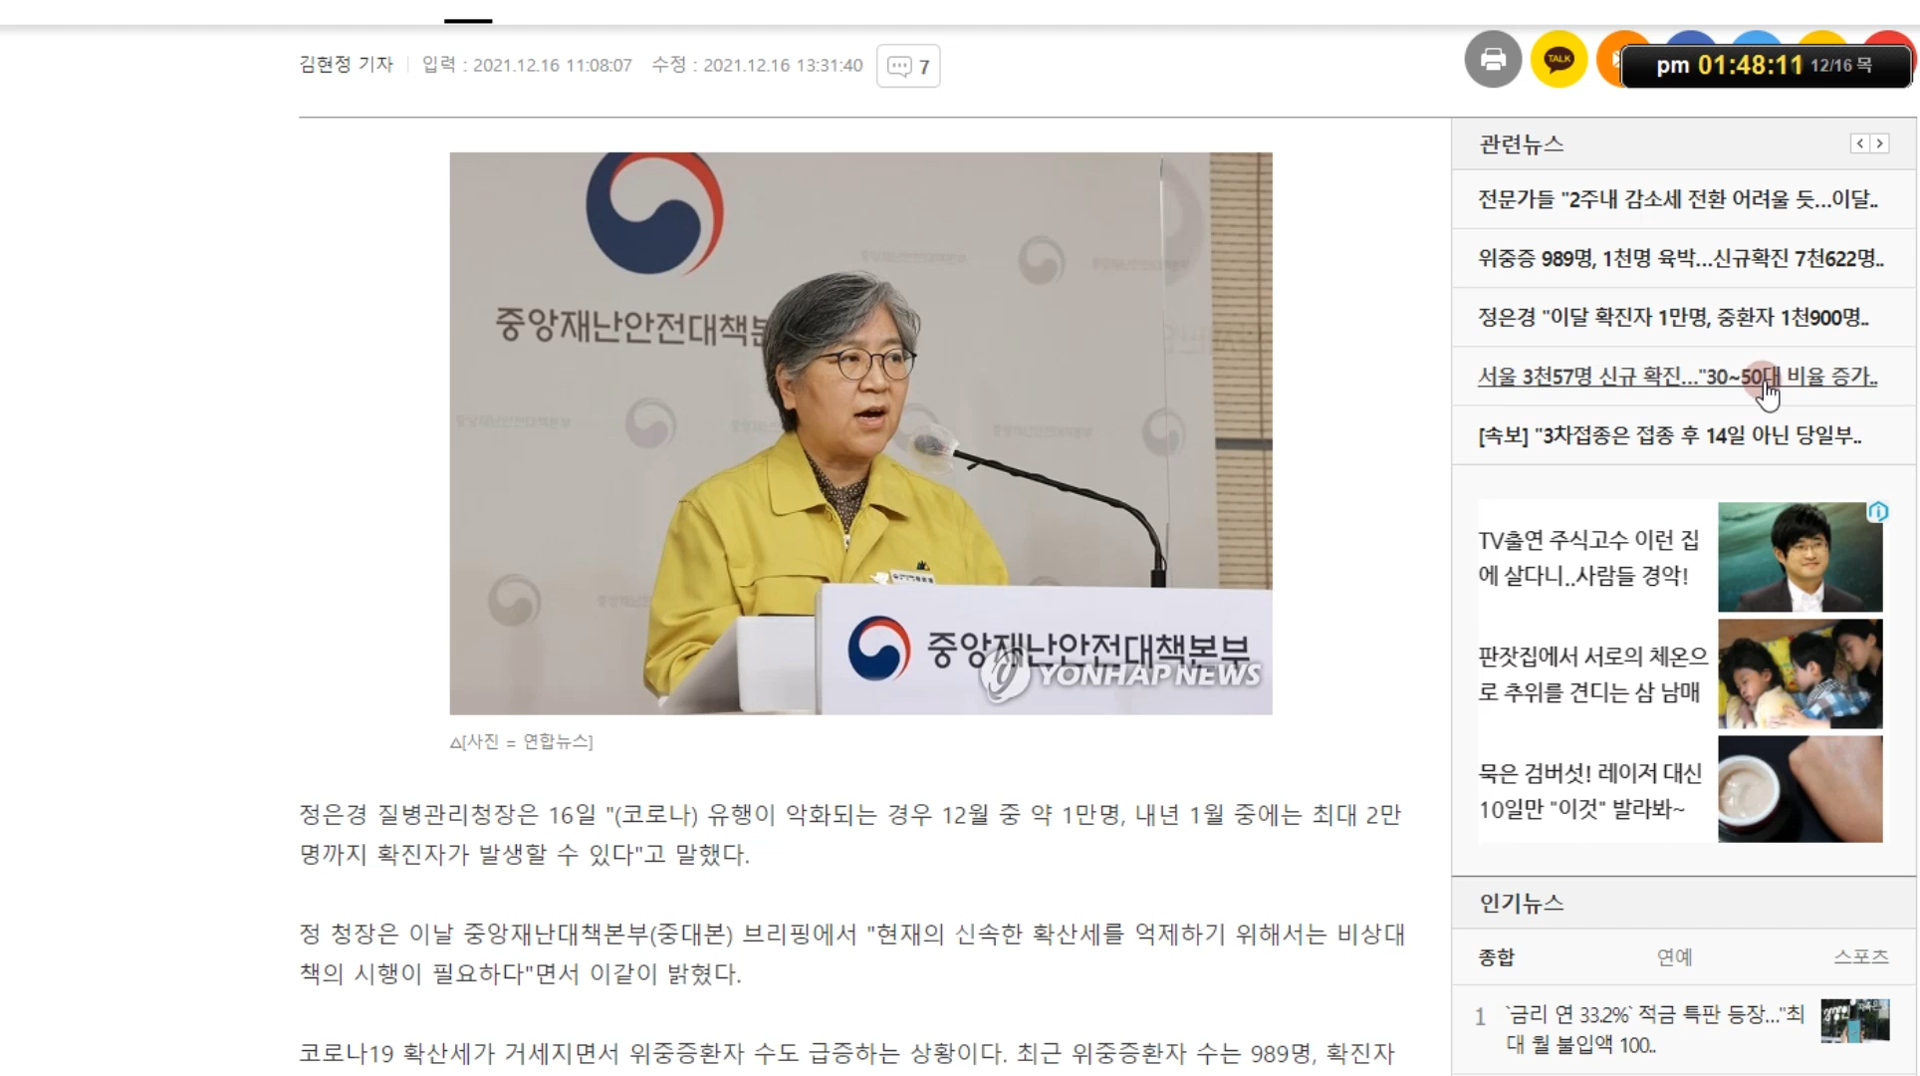 김현정 기자 입력 : 2021.12.16 11:08:07 수정 : 2021.12.16 13:31:40 7
TALK
pm 01:48:11 12/16 목
중앙재난안전대책본
중앙재난안전대책본부
YONHAP NEWS
△[사진 = 연합뉴스]
정은경 질병관리청장은 16일 "(코로나) 유행이 악화되는 경우 12월 중 약 1만명, 내년 1월 중에는 최대 2만
명까지 확진자가 발생할 수 있다"고 말했다.
정 청장은 이날 중앙재난대책본부(중대본) 브리핑에서 "현재의 신속한 확산세를 억제하기 위해서는 비상대
책의 시행이 필요하다"면서 이같이 밝혔다.
코로나19 확산세가 거세지면서 위중증환자 수도 급증하는 상황이다. 최근 위중증환자 수는 989명, 확진자
관련뉴스
전문가들 "2주내 감소세 전환 어려울 듯...이달..
위중증 989명, 1천명 육박...신규확진 7천622명..
정은경 "이달 확진자 1만명, 중환자 1천900명..
서울 3천57명 신규 확진..."30~50대 비율 증가..
[속보] "3차접종은 접종 후 14일 아닌 당일부..
TV출연 주식고수 이런 집
에 살다니..사람들 경악!
판잣집에서 서로의 체온으
로 추위를 견디는 삼 남매
묵은 검버섯! 레이저 대신
10일만 "이것" 발라봐~
인기뉴스
종합 연예 스포츠
1 `금리 연 33.2%` 적금 특판 등장..."최
대 월 불입액 100..